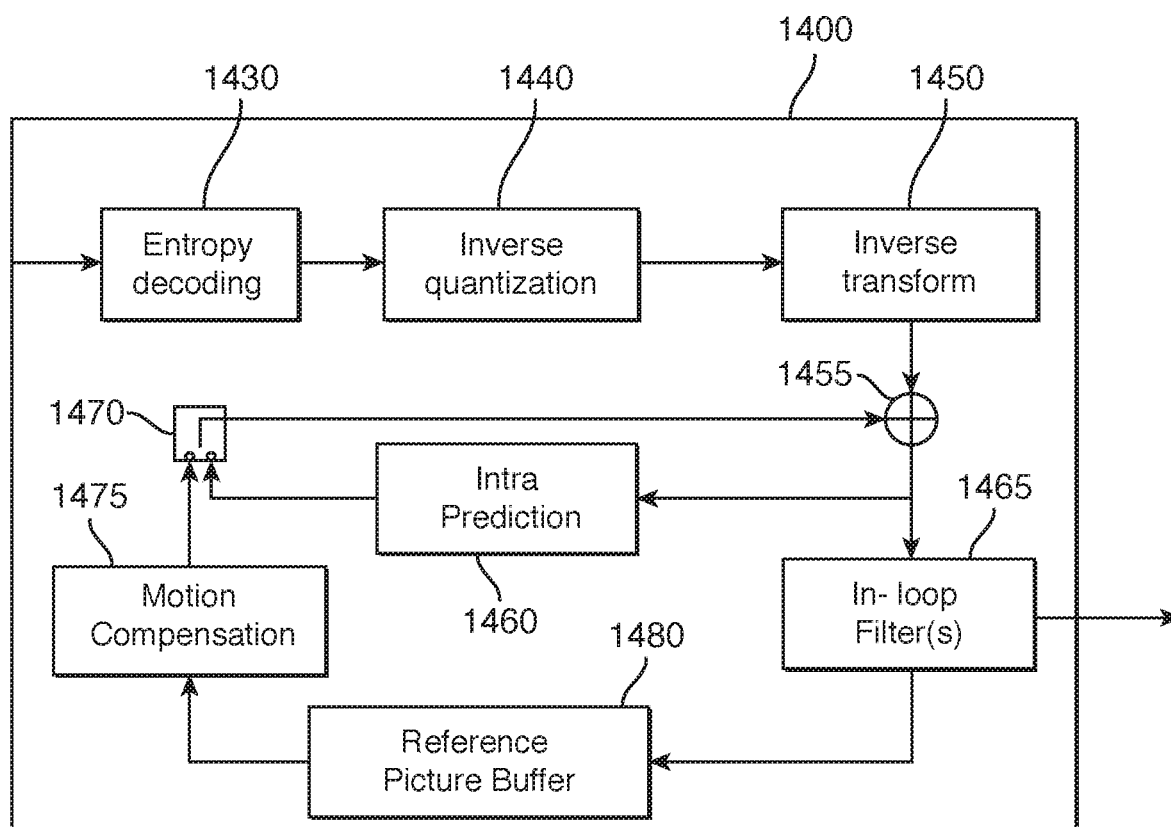 1400
1430
1440
1450
Entropy
decoding
Inverse
quantization
Inverse
transform
1455
1470
Intra
Prediction
1475
1465
Motion
Compensation
1460
In- loop
Filter(s)
1480
Reference
Picture Buffer